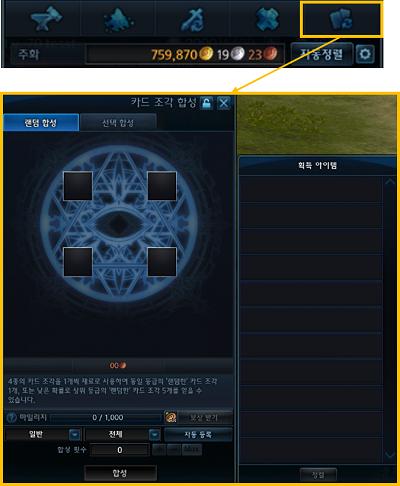 주화 759,870 19 23 자동정렬
카드 조각 합성
랜덤 합성 선택 합성
획득 아이템
00
4종의 카드 조각을 1개씩 재료로 사용하여 동일 등급의 '랜덤한' 카드 조각
1개, 또는 낮은 확률로 상위 등급의 '랜덤한' 카드 조각 5개를 얻을 수
있습니다.
마일리지 0 / 1,000 보상 받기
일반 전체 자동 등록
합성 횟수 0 Max
합성 정렬